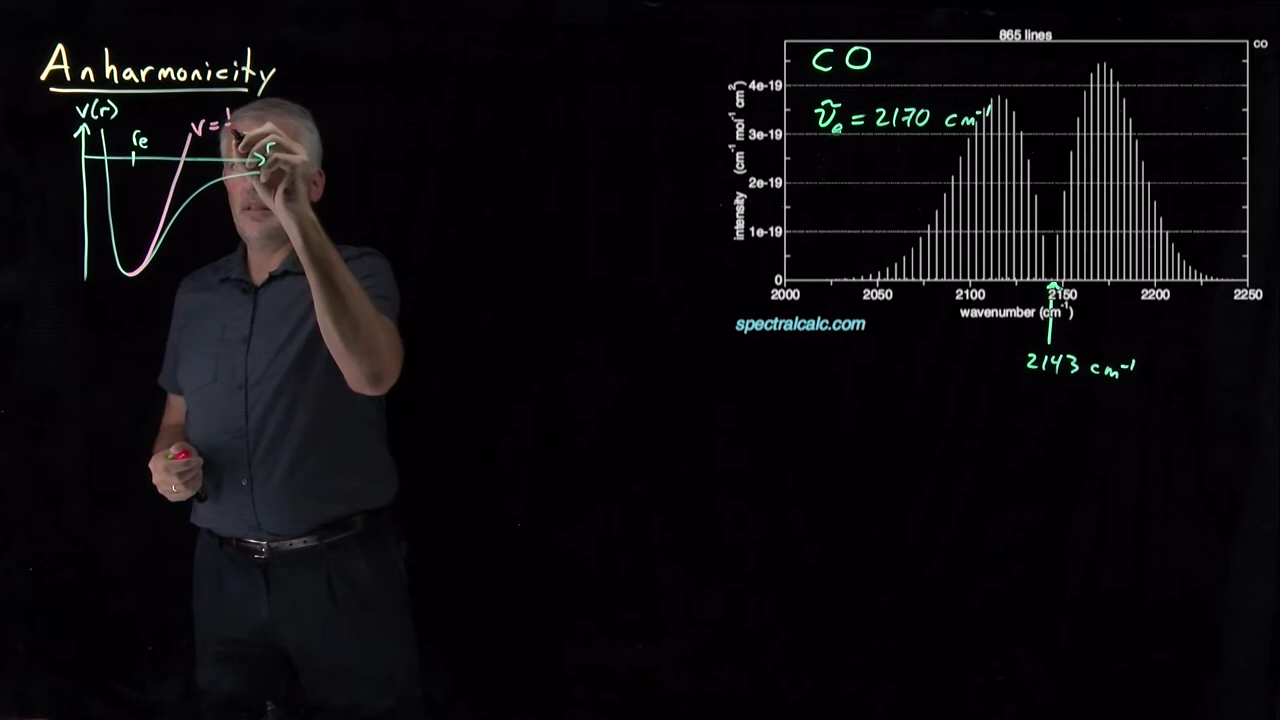 Anharmonicity
V(r)
re
r
V =
865 lines
CO
CO
ν̃e = 2170 cm⁻¹
intensity (cm⁻¹ mol⁻¹ cm²)
4e-19
3e-19
2e-19
1e-19
0
2000 2050 2100 2150 2200 2250
wavenumber (cm⁻¹)
spectralcalc.com
2143 cm⁻¹